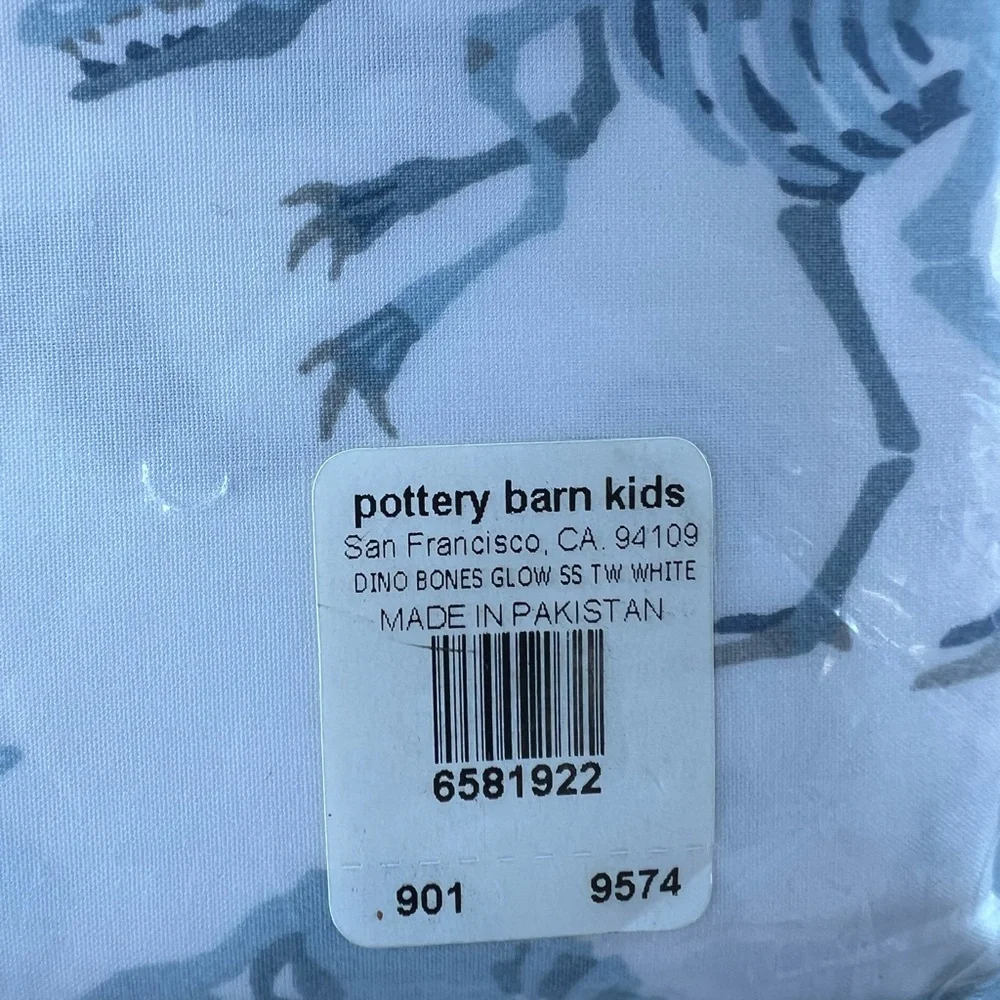 pottery barn kids
San Francisco, CA. 94109
DINO BONES GLOW SS TW WHITE
MADE IN PAKISTAN
6581922
901 9574